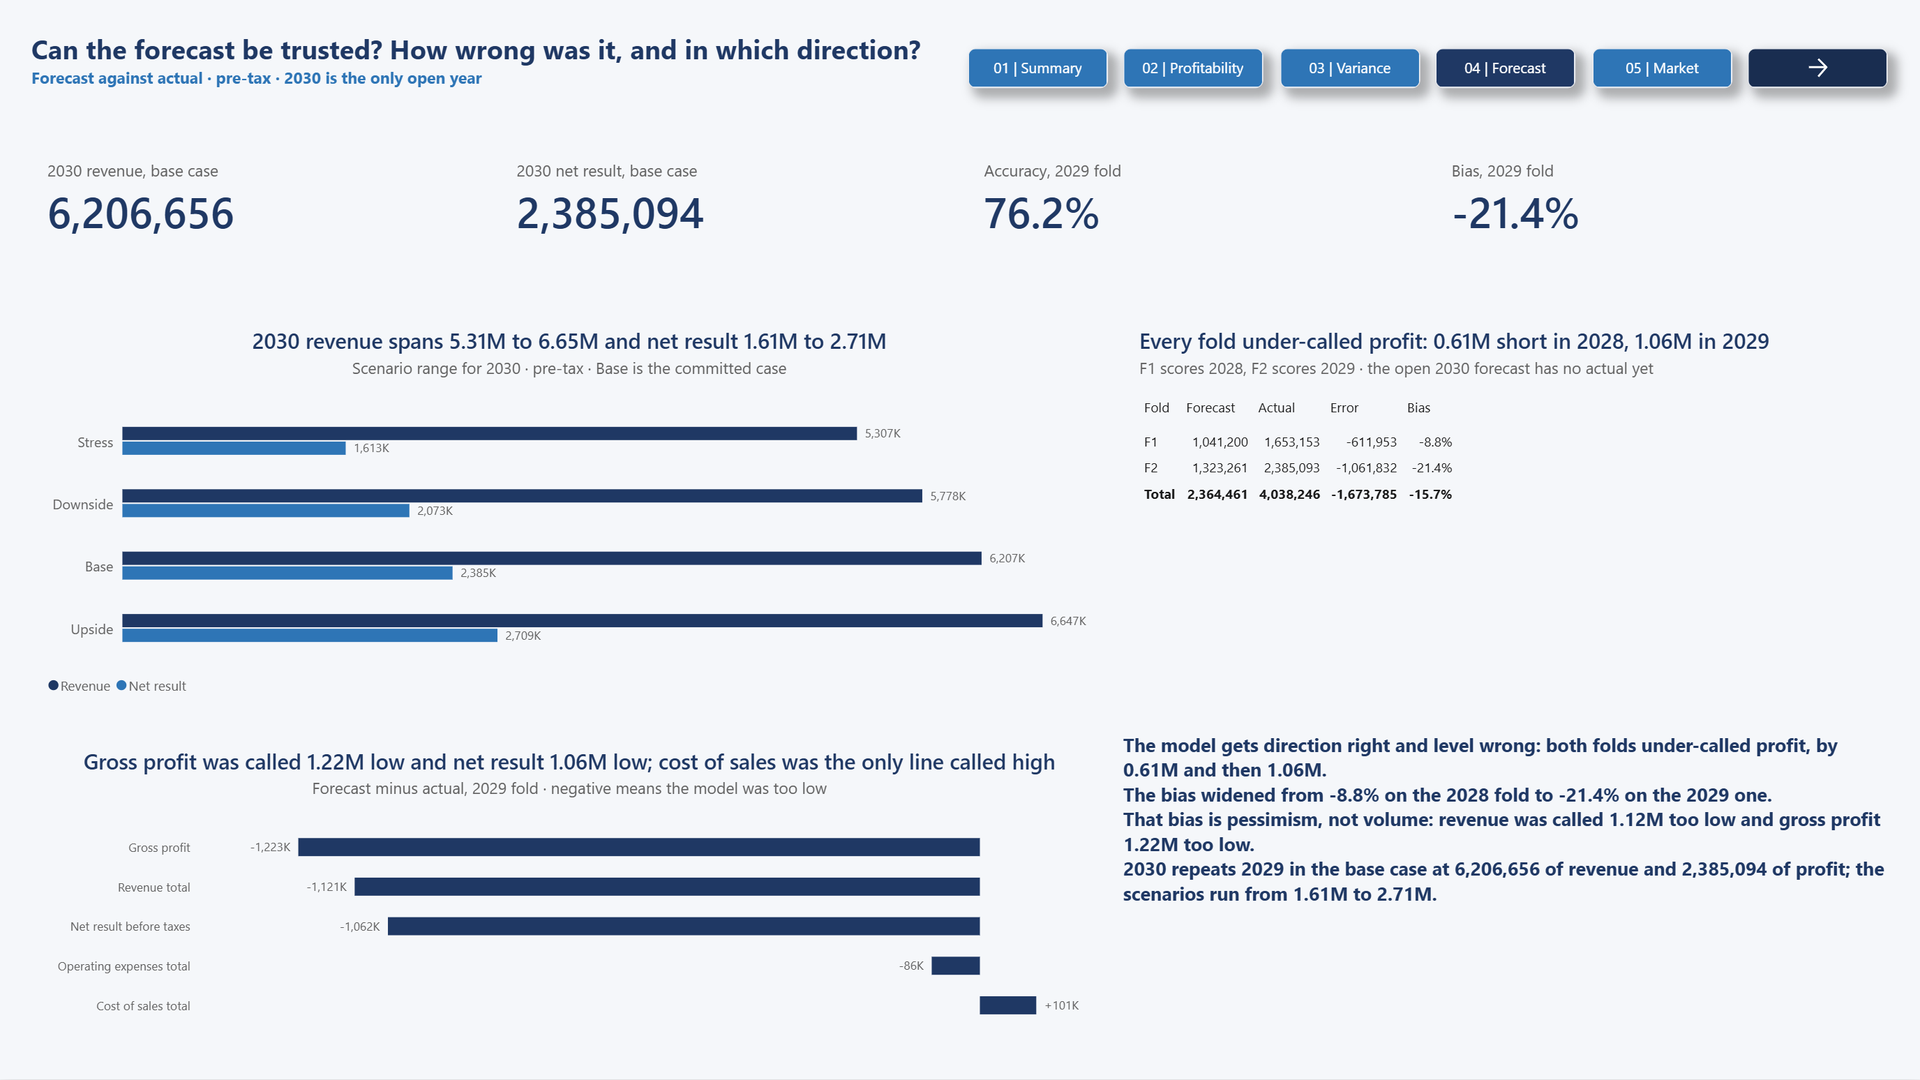 Can the forecast be trusted? How wrong was it, and in which direction?
Forecast against actual · pre-tax · 2030 is the only open year
01 | Summary
02 | Profitability
03 | Variance
04 | Forecast
05 | Market
→
2030 revenue, base case
6,206,656
2030 net result, base case
2,385,094
Accuracy, 2029 fold
76.2%
Bias, 2029 fold
-21.4%
2030 revenue spans 5.31M to 6.65M and net result 1.61M to 2.71M
Scenario range for 2030 · pre-tax · Base is the committed case
Stress
5,307K
1,613K
Downside
5,778K
2,073K
Base
6,207K
2,385K
Upside
6,647K
2,709K
Revenue Net result
Every fold under-called profit: 0.61M short in 2028, 1.06M in 2029
F1 scores 2028, F2 scores 2029 · the open 2030 forecast has no actual yet
Fold Forecast Actual Error Bias
F1 1,041,200 1,653,153 -611,953 -8.8%
F2 1,323,261 2,385,093 -1,061,832 -21.4%
Total 2,364,461 4,038,246 -1,673,785 -15.7%
Gross profit was called 1.22M low and net result 1.06M low; cost of sales was the only line called high
Forecast minus actual, 2029 fold · negative means the model was too low
Gross profit -1,223K
Revenue total -1,121K
Net result before taxes -1,062K
Operating expenses total -86K
Cost of sales total +101K
The model gets direction right and level wrong: both folds under-called profit, by
0.61M and then 1.06M.
The bias widened from -8.8% on the 2028 fold to -21.4% on the 2029 one.
That bias is pessimism, not volume: revenue was called 1.12M too low and gross profit
1.22M too low.
2030 repeats 2029 in the base case at 6,206,656 of revenue and 2,385,094 of profit; the
scenarios run from 1.61M to 2.71M.